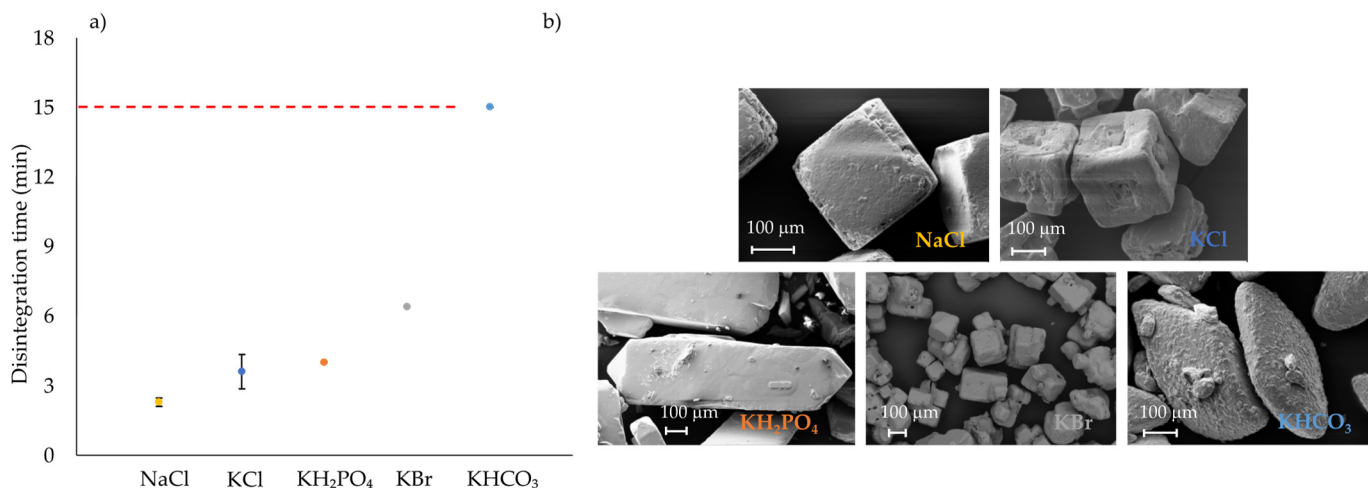 a)
b)
18
15
12
9
6
3
0
Disintegration time (min)
NaCl
KCl
KH₂PO₄
KBr
KHCO₃
100 µm
NaCl
100 µm
KCl
100 µm
KH₂PO₄
100 µm
KBr
100 µm
KHCO₃